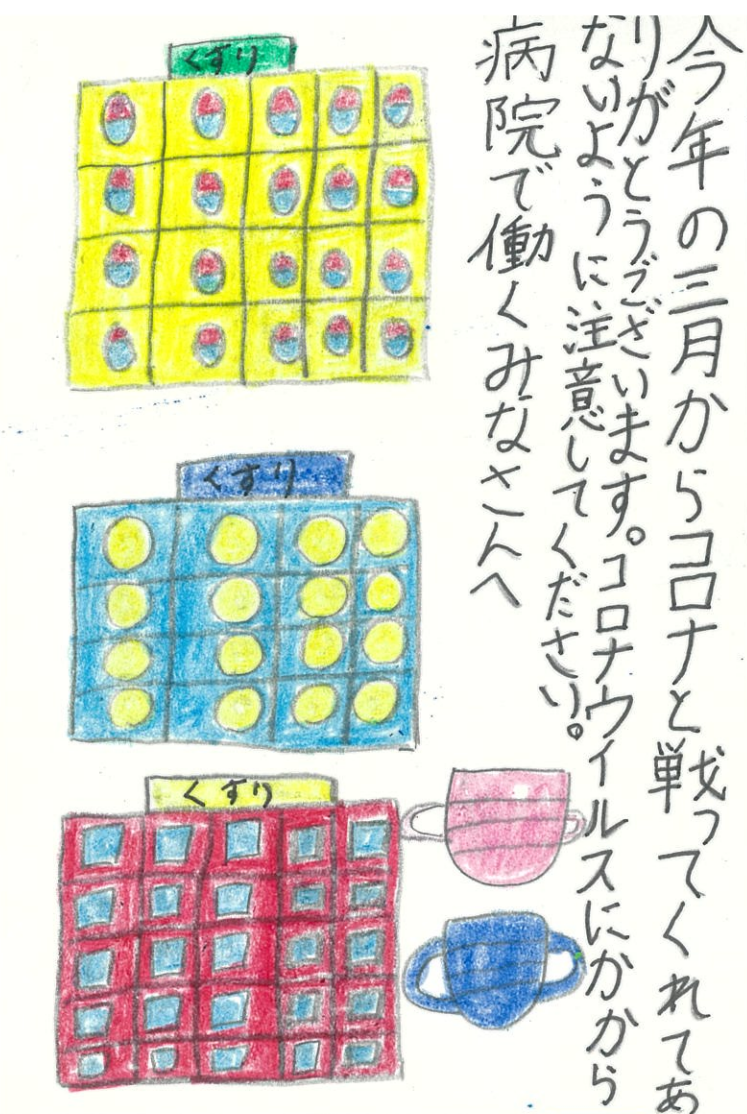 今年の三月からコロナと戦ってくれてあ
りがとうございます。コロナウイルスにかから
ないように注意してください。
病院で働くみなさんへ
くすり
くすり
くすり